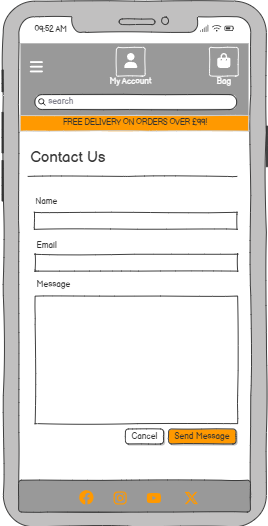 09:52 AM
My Account
Bag
search
FREE DELIVERY ON ORDERS OVER £99!
Contact Us
Name
Email
Message
Cancel
Send Message